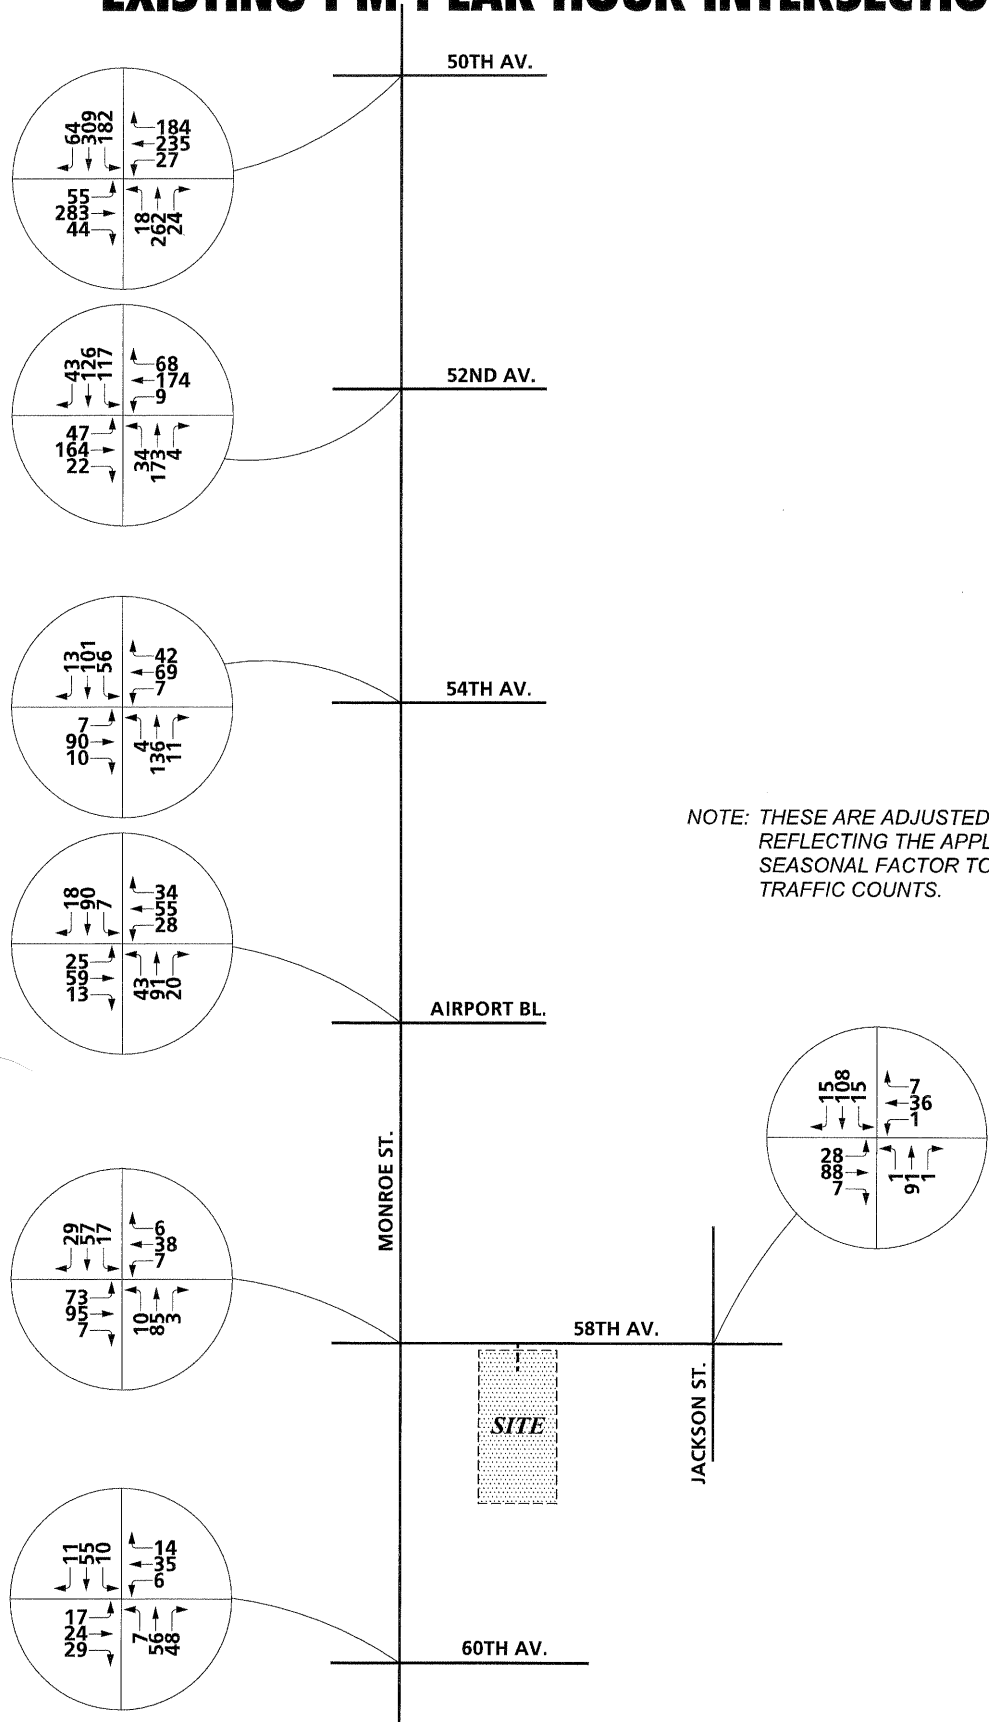 EXISTING PM PEAK HOUR INTERSECTIO
50TH AV.
64 309 182
184
235
27
55
283
44
18 262 24
52ND AV.
43 126 117
68
174
9
47
164
22
34 173 4
54TH AV.
13 101 56
42
69
7
7
90
10
4 136 11
NOTE: THESE ARE ADJUSTED
REFLECTING THE APPL
SEASONAL FACTOR TO
TRAFFIC COUNTS.
18 90 7
34
55
28
25
59
13
43 91 20
AIRPORT BL.
MONROE ST.
15 108 15
7
36
1
28
88
7
1 91 1
29 57 17
6
38
7
73
95
7
10 85 3
58TH AV.
JACKSON ST.
SITE
11 55 10
14
35
6
17
24
29
7 56 48
60TH AV.